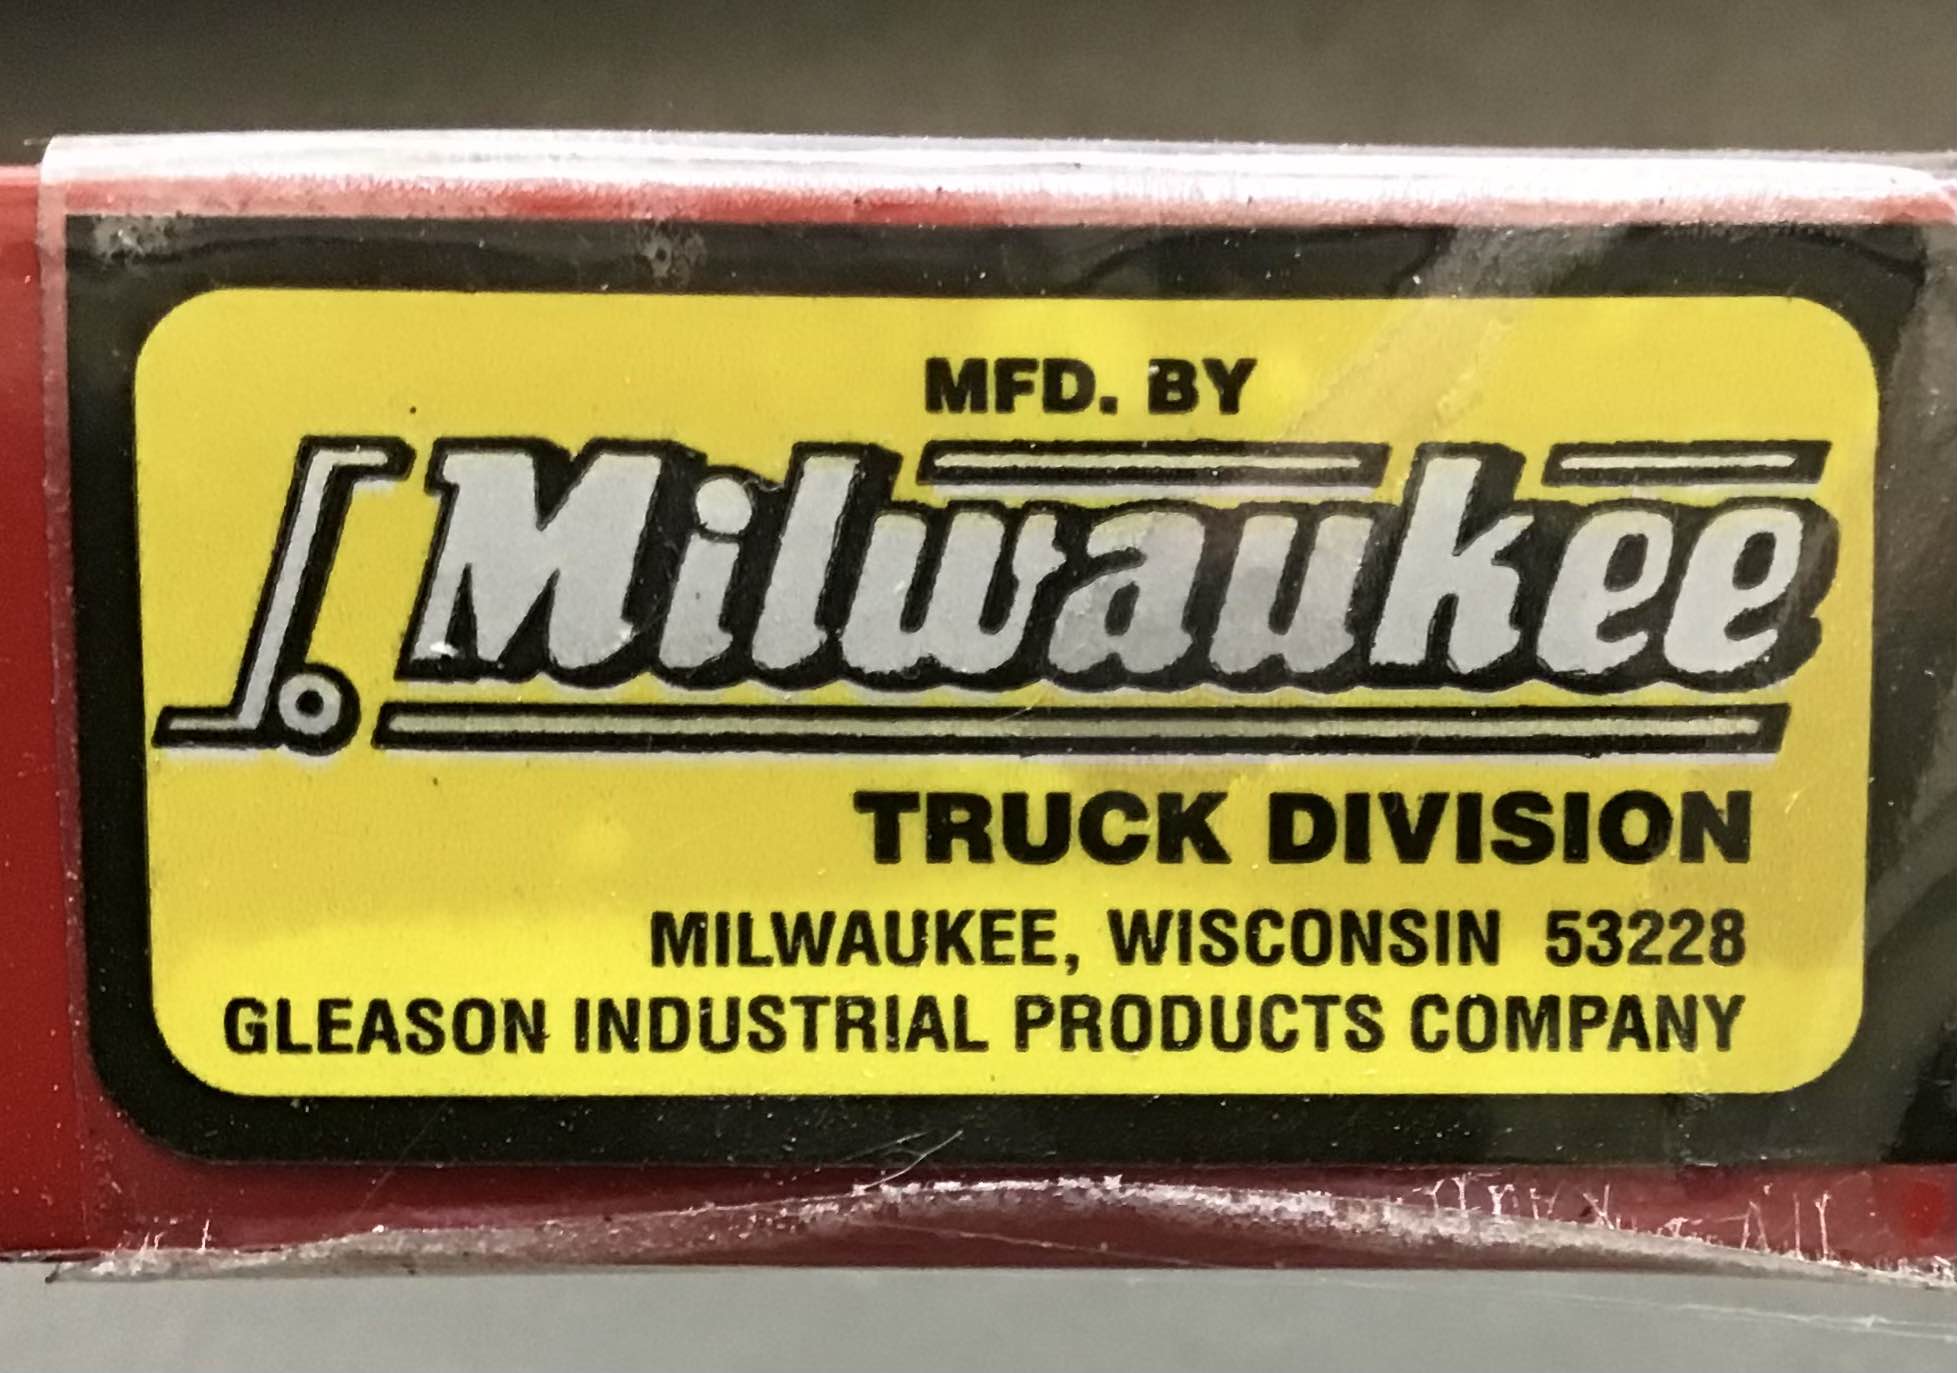 MFD. BY
Milwaukee
TRUCK DIVISION
MILWAUKEE, WISCONSIN 53228
GLEASON INDUSTRIAL PRODUCTS COMPANY